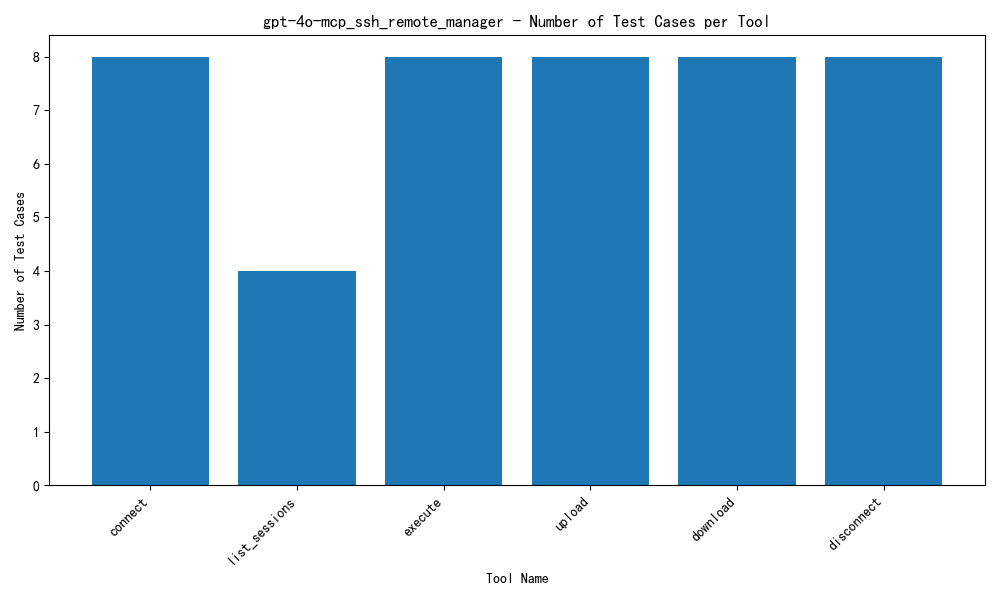 gpt-4o-mcp_ssh_remote_manager - Number of Test Cases per Tool
Number of Test Cases
8
7
6
5
4
3
2
1
0
connect
list_sessions
execute
upload
download
disconnect
Tool Name